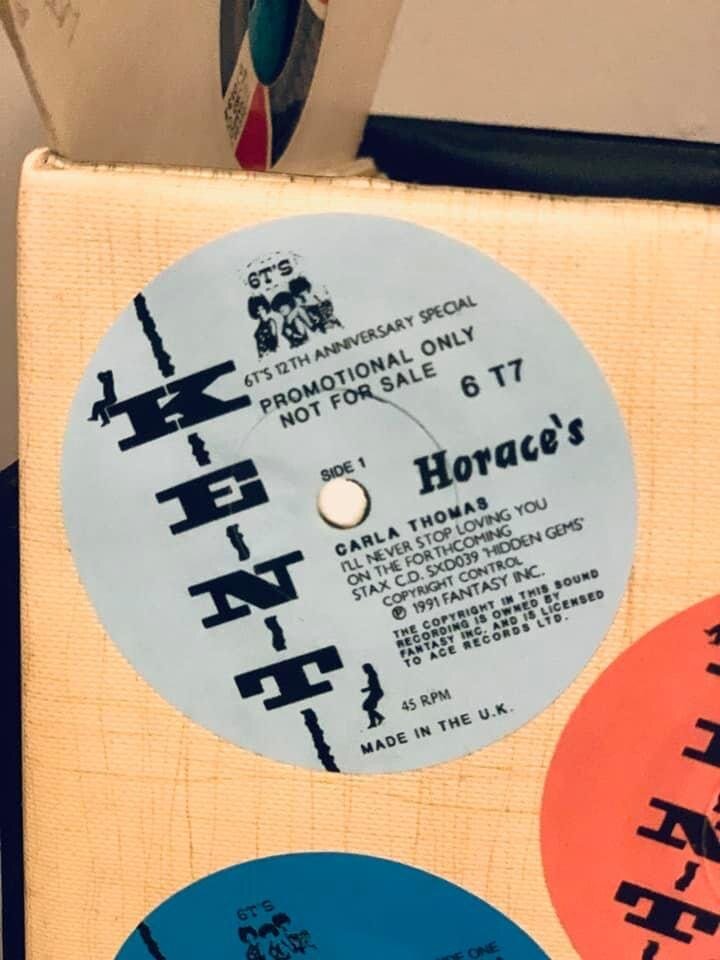 6T'S
6T'S 12TH ANNIVERSARY SPECIAL
PROMOTIONAL ONLY
NOT FOR SALE
6 T7
KENT
SIDE 1
Horace's
CARLA THOMAS
I'LL NEVER STOP LOVING YOU
ON THE FORTHCOMING
STAX C.D. SXD039 'HIDDEN GEMS'
COPYRIGHT CONTROL
℗ 1991 FANTASY INC.
THE COPYRIGHT IN THIS SOUND
RECORDING IS OWNED BY
FANTASY INC. AND IS LICENSED
TO ACE RECORDS LTD.
45 RPM
MADE IN THE U.K.
N
T
6T'S
SIDE ONE